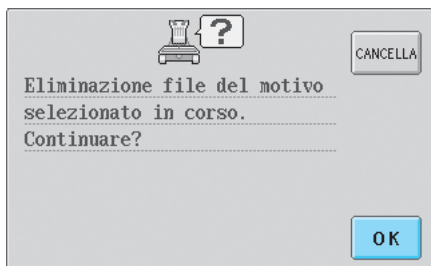 ?
CANCELLA
Eliminazione file del motivo
selezionato in corso.
Continuare?
OK